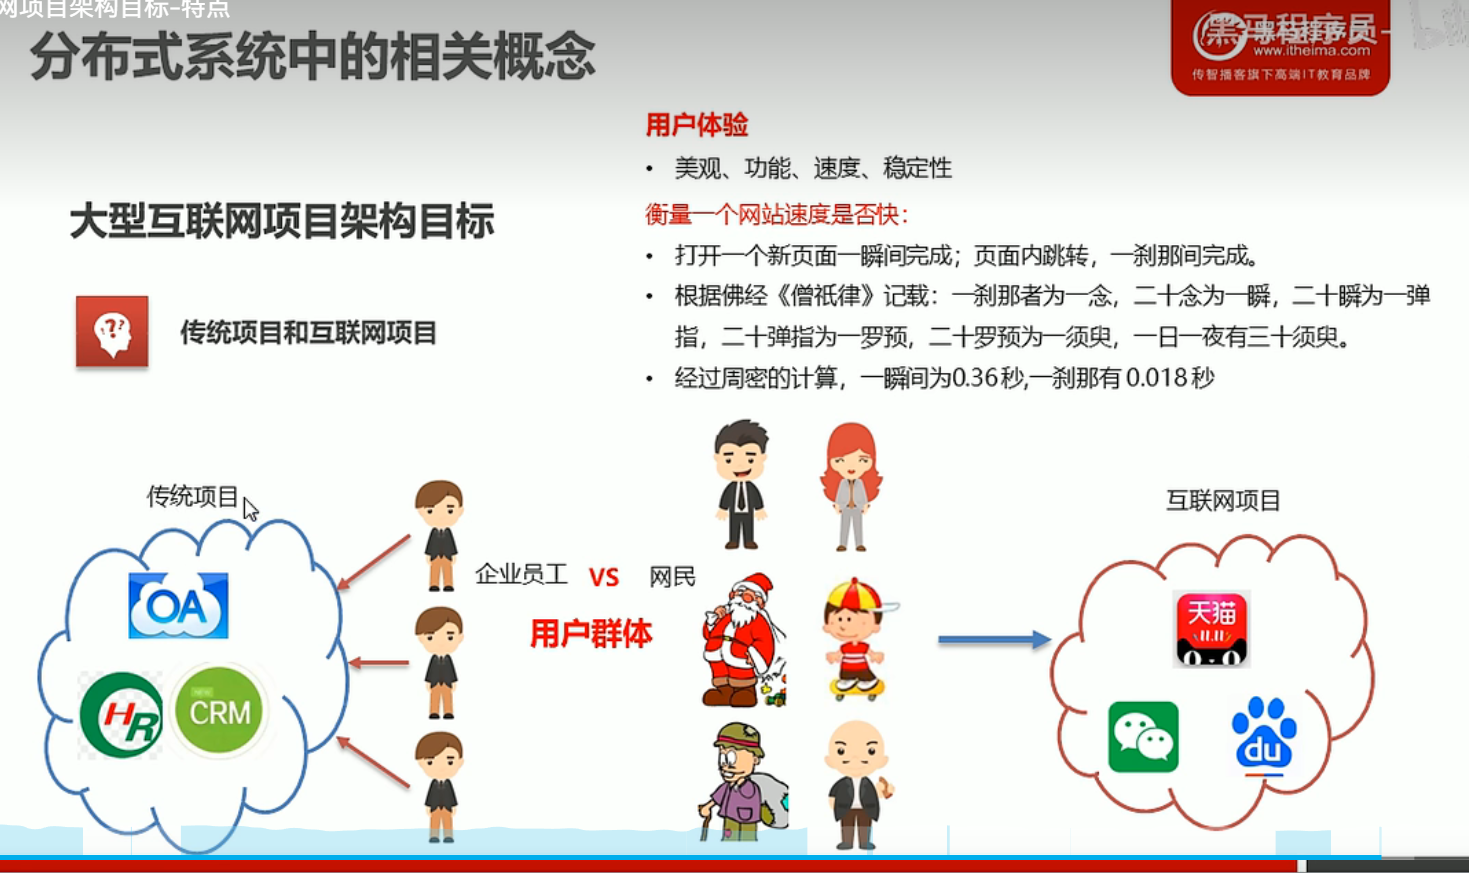 网项目架构目标-特点
分布式系统中的相关概念
黑马程序员
www.itheima.com
传智播客旗下高端IT教育品牌
用户体验
• 美观、功能、速度、稳定性
大型互联网项目架构目标
衡量一个网站速度是否快：
• 打开一个新页面一瞬间完成；页面内跳转，一刹那间完成。
• 根据佛经《僧祇律》记载：一刹那者为一念，二十念为一瞬，二十瞬为一弹
指，二十弹指为一罗预，二十罗预为一须臾，一日一夜有三十须臾。
• 经过周密的计算，一瞬间为0.36秒,一刹那有0.018秒
??
传统项目和互联网项目
传统项目
互联网项目
OA
HR
NEW
CRM
企业员工 VS 网民
用户群体
天猫
11.11
du